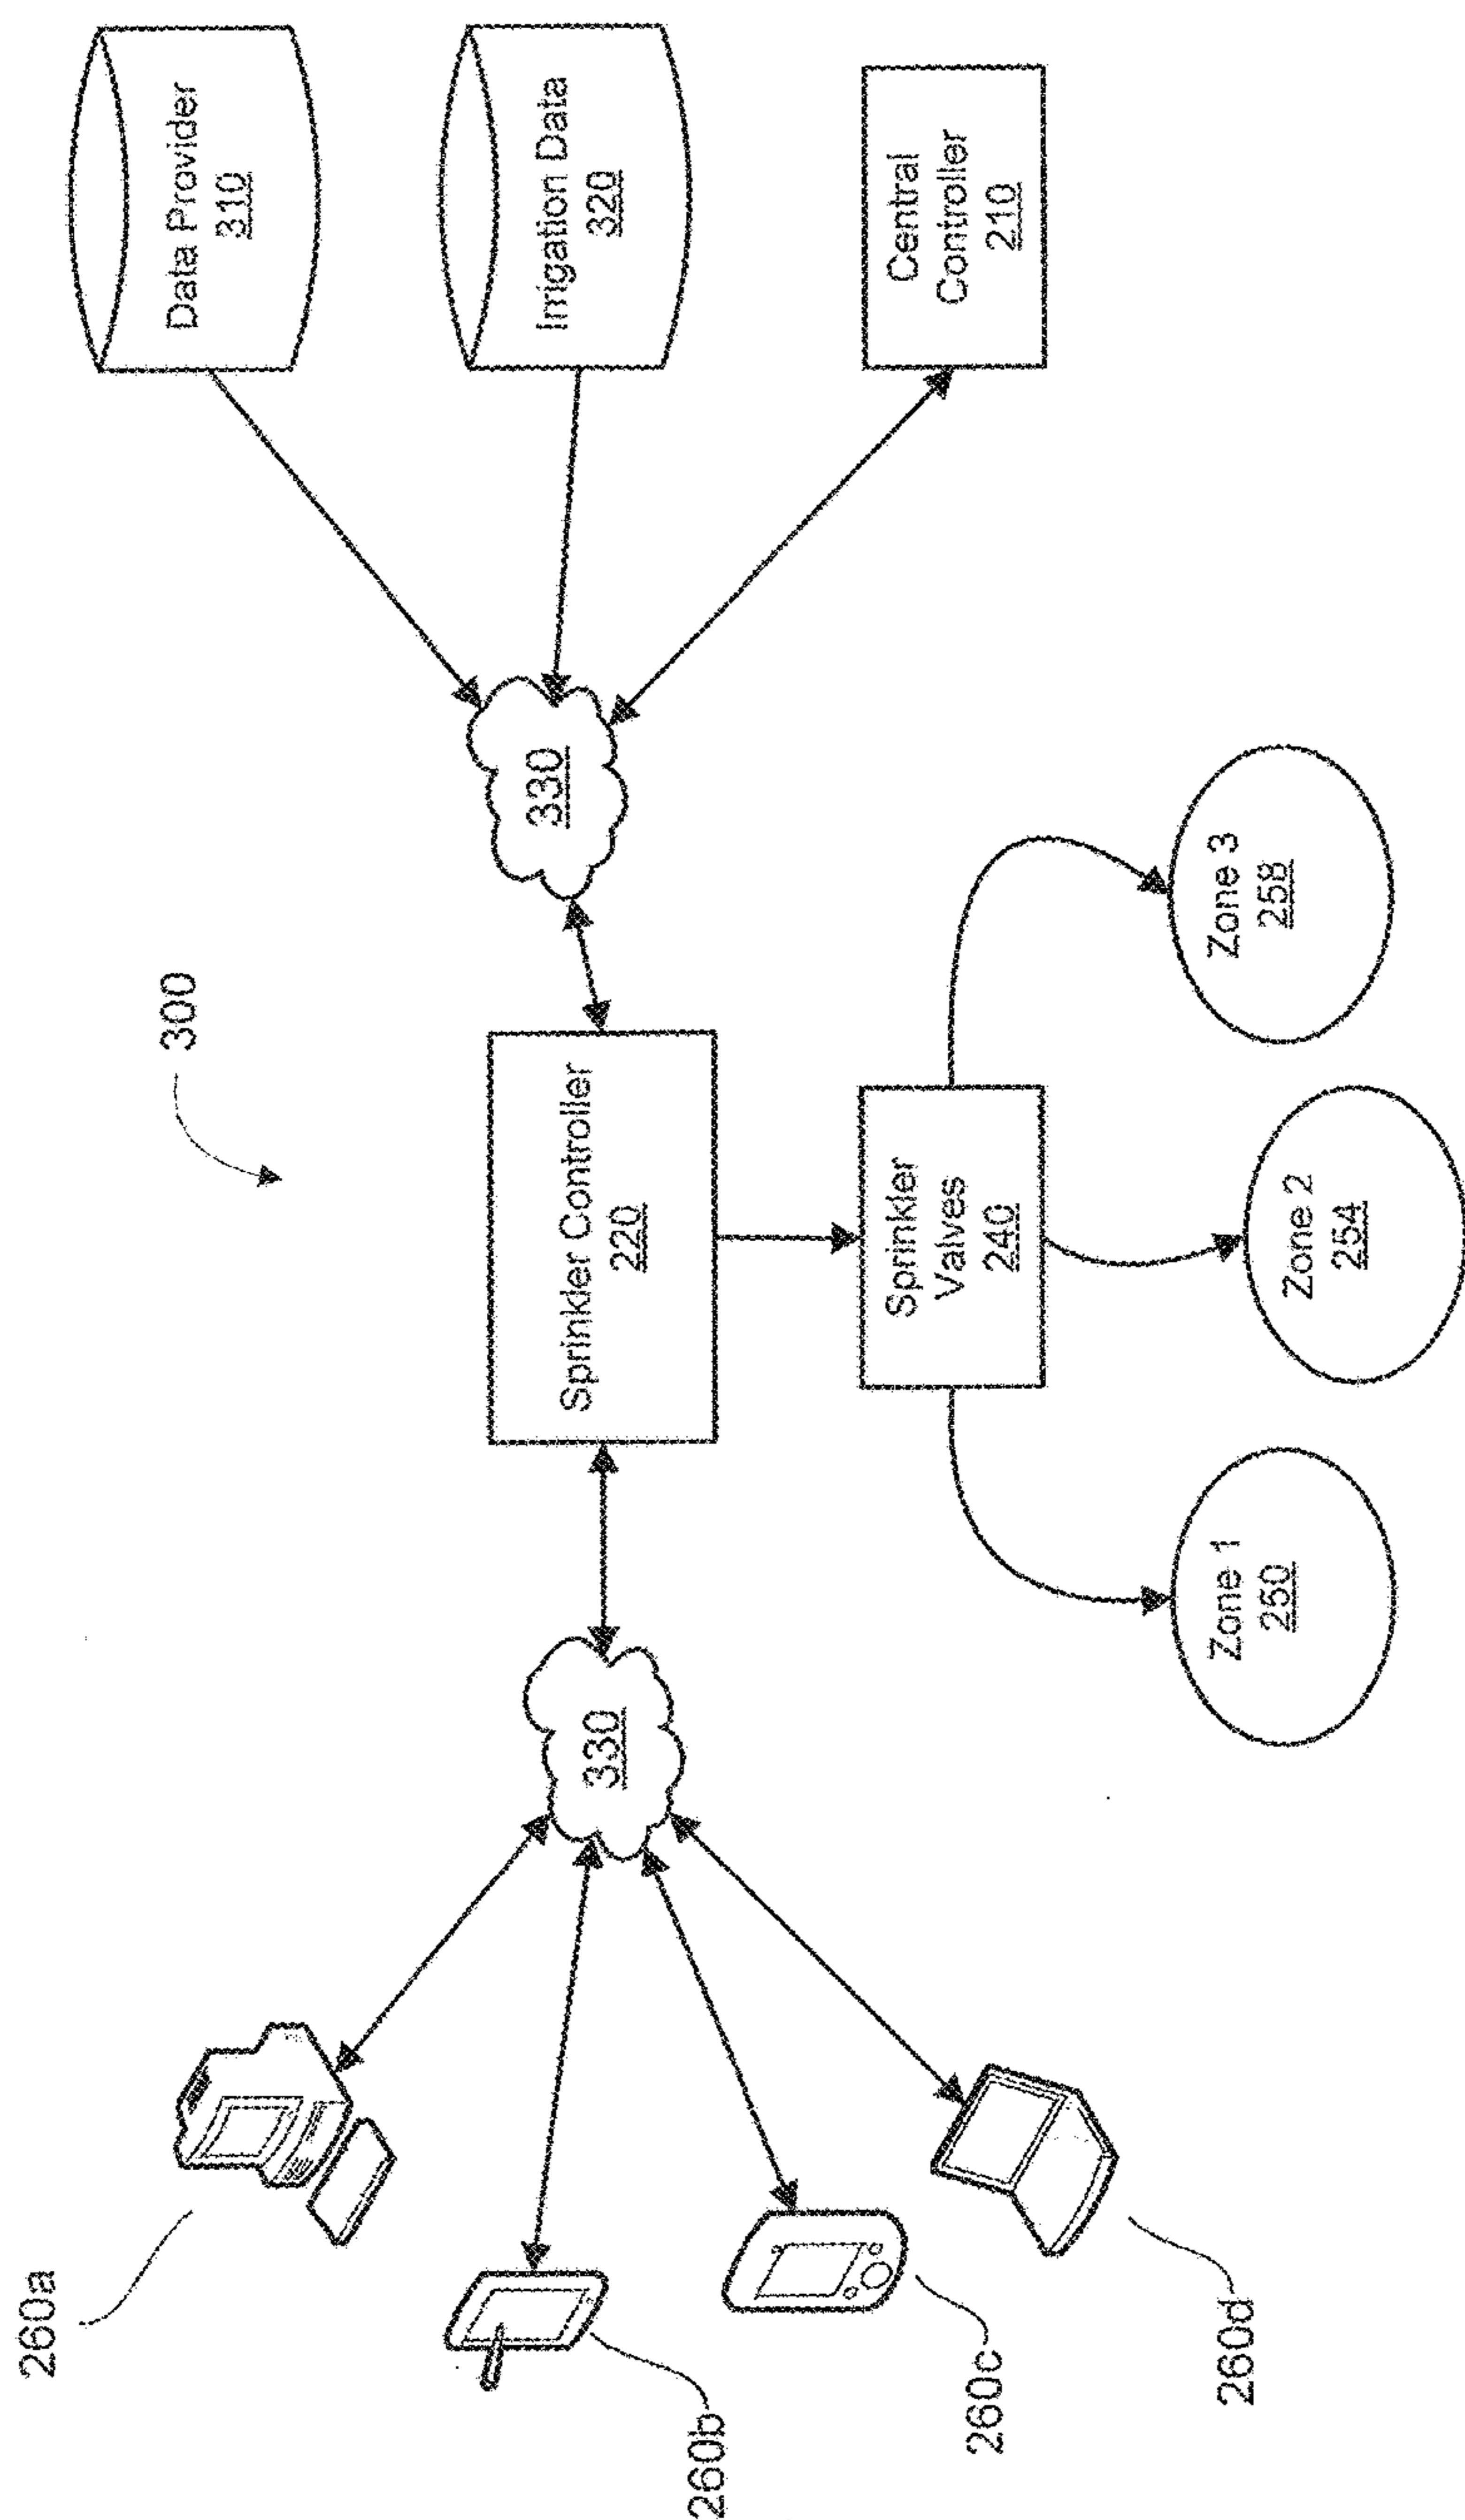 300
Data Provider
310
Irrigation Data
320
Central
Controller
210
330
Sprinkler Controller
220
330
Sprinkler
Valves
240
Zone 1
250
Zone 2
254
Zone 3
258
260a
260b
260c
260d